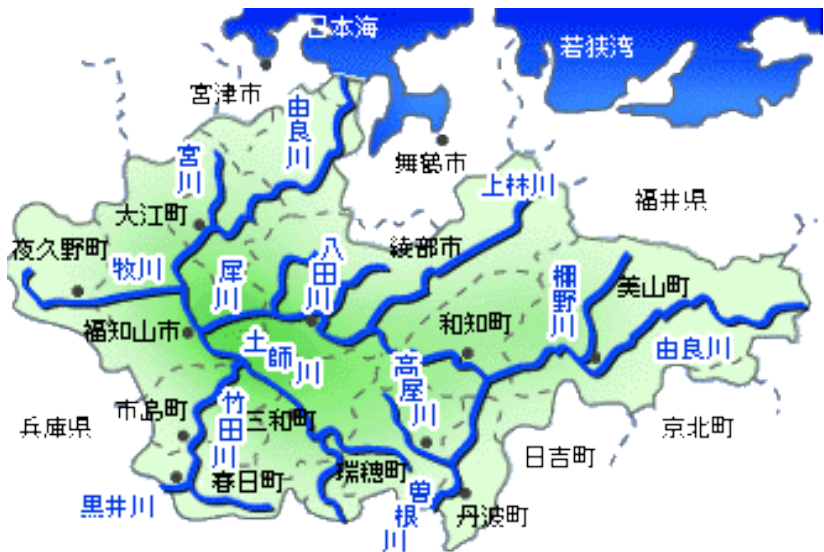 日本海
若狭湾
宮津市
由良川
舞鶴市
宮川
上林川
福井県
大江町
夜久野町
牧川
犀川
八田川
綾部市
棚野川
美山町
福知山市
土師川
和知町
由良川
高屋川
市島町
竹田川
三和町
兵庫県
京北町
日吉町
瑞穂町
春日町
曽根川
黒井川
丹波町